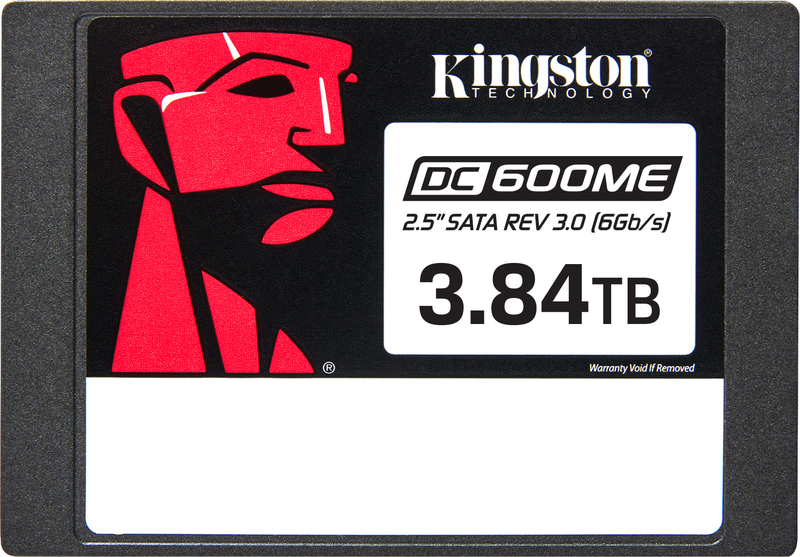 Kingston®
TECHNOLOGY
DC600ME
2.5" SATA REV 3.0 (6Gb/s)
3.84TB
®
Warranty Void If Removed